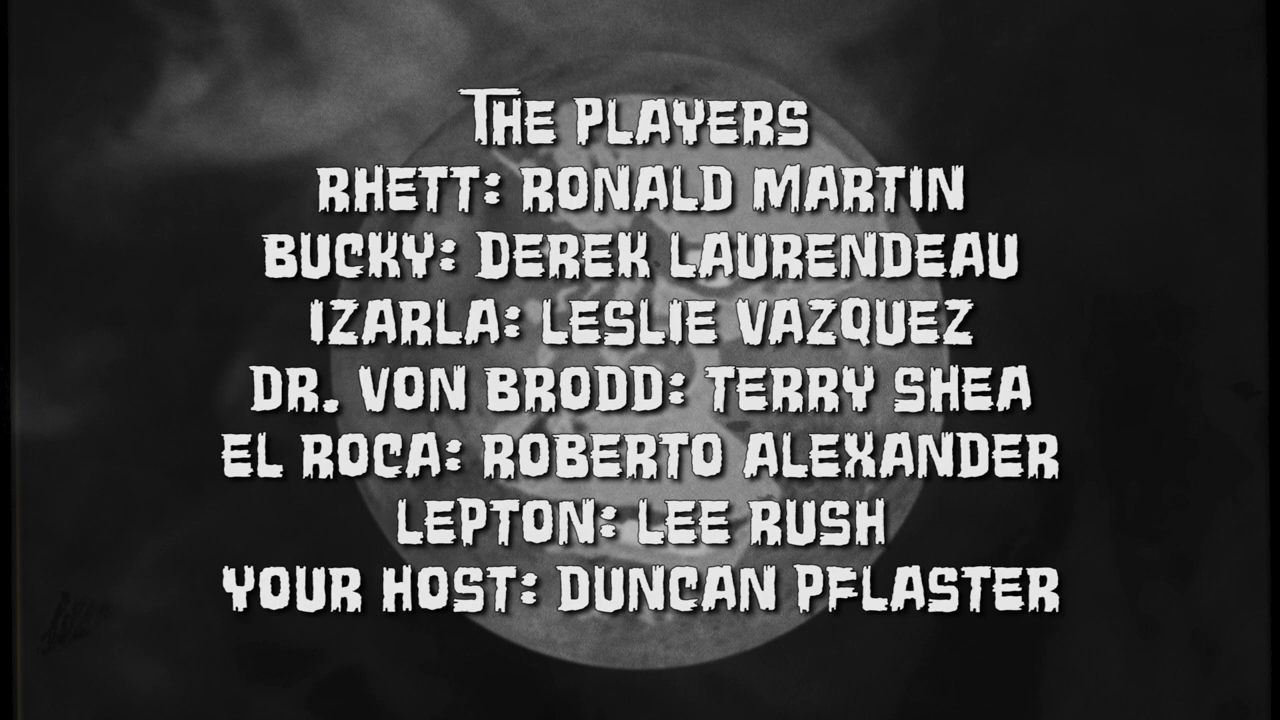 The Players
Rhett: Ronald Martin
Bucky: Derek Laurendeau
Izarla: Leslie Vazquez
Dr. Von Brodd: Terry Shea
El Roca: Roberto Alexander
Lepton: Lee Rush
Your Host: Duncan Pflaster